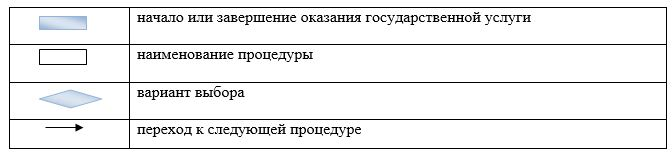 начало или завершение оказания государственной услуги
наименование процедуры
вариант выбора
переход к следующей процедуре